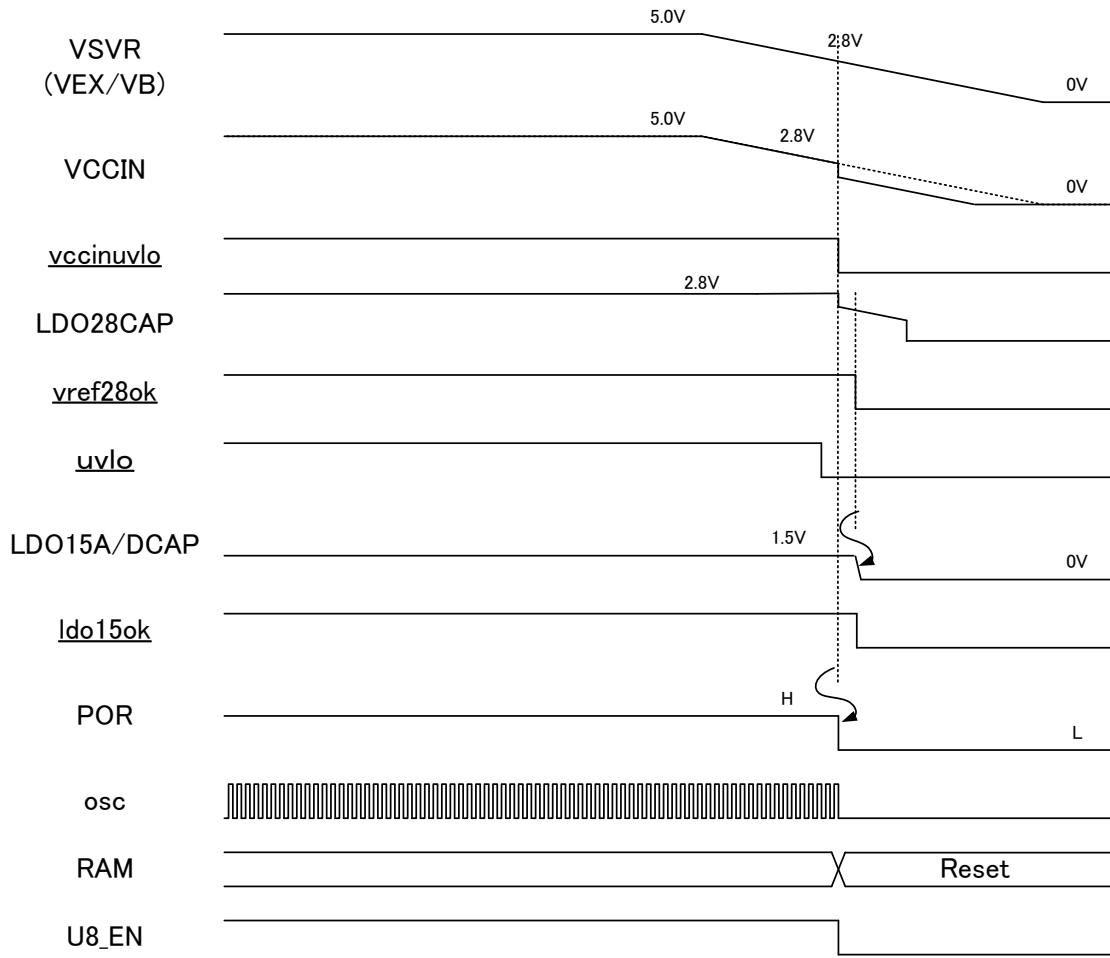 5.0V
VSVR
(VEX/VB)
2.8V
0V
5.0V
2.8V
VCCIN
0V
vccinuvlo
2.8V
LDO28CAP
vref28ok
uvlo
LDO15A/DCAP
1.5V
0V
ldo15ok
H
POR
L
osc
RAM
Reset
U8_EN